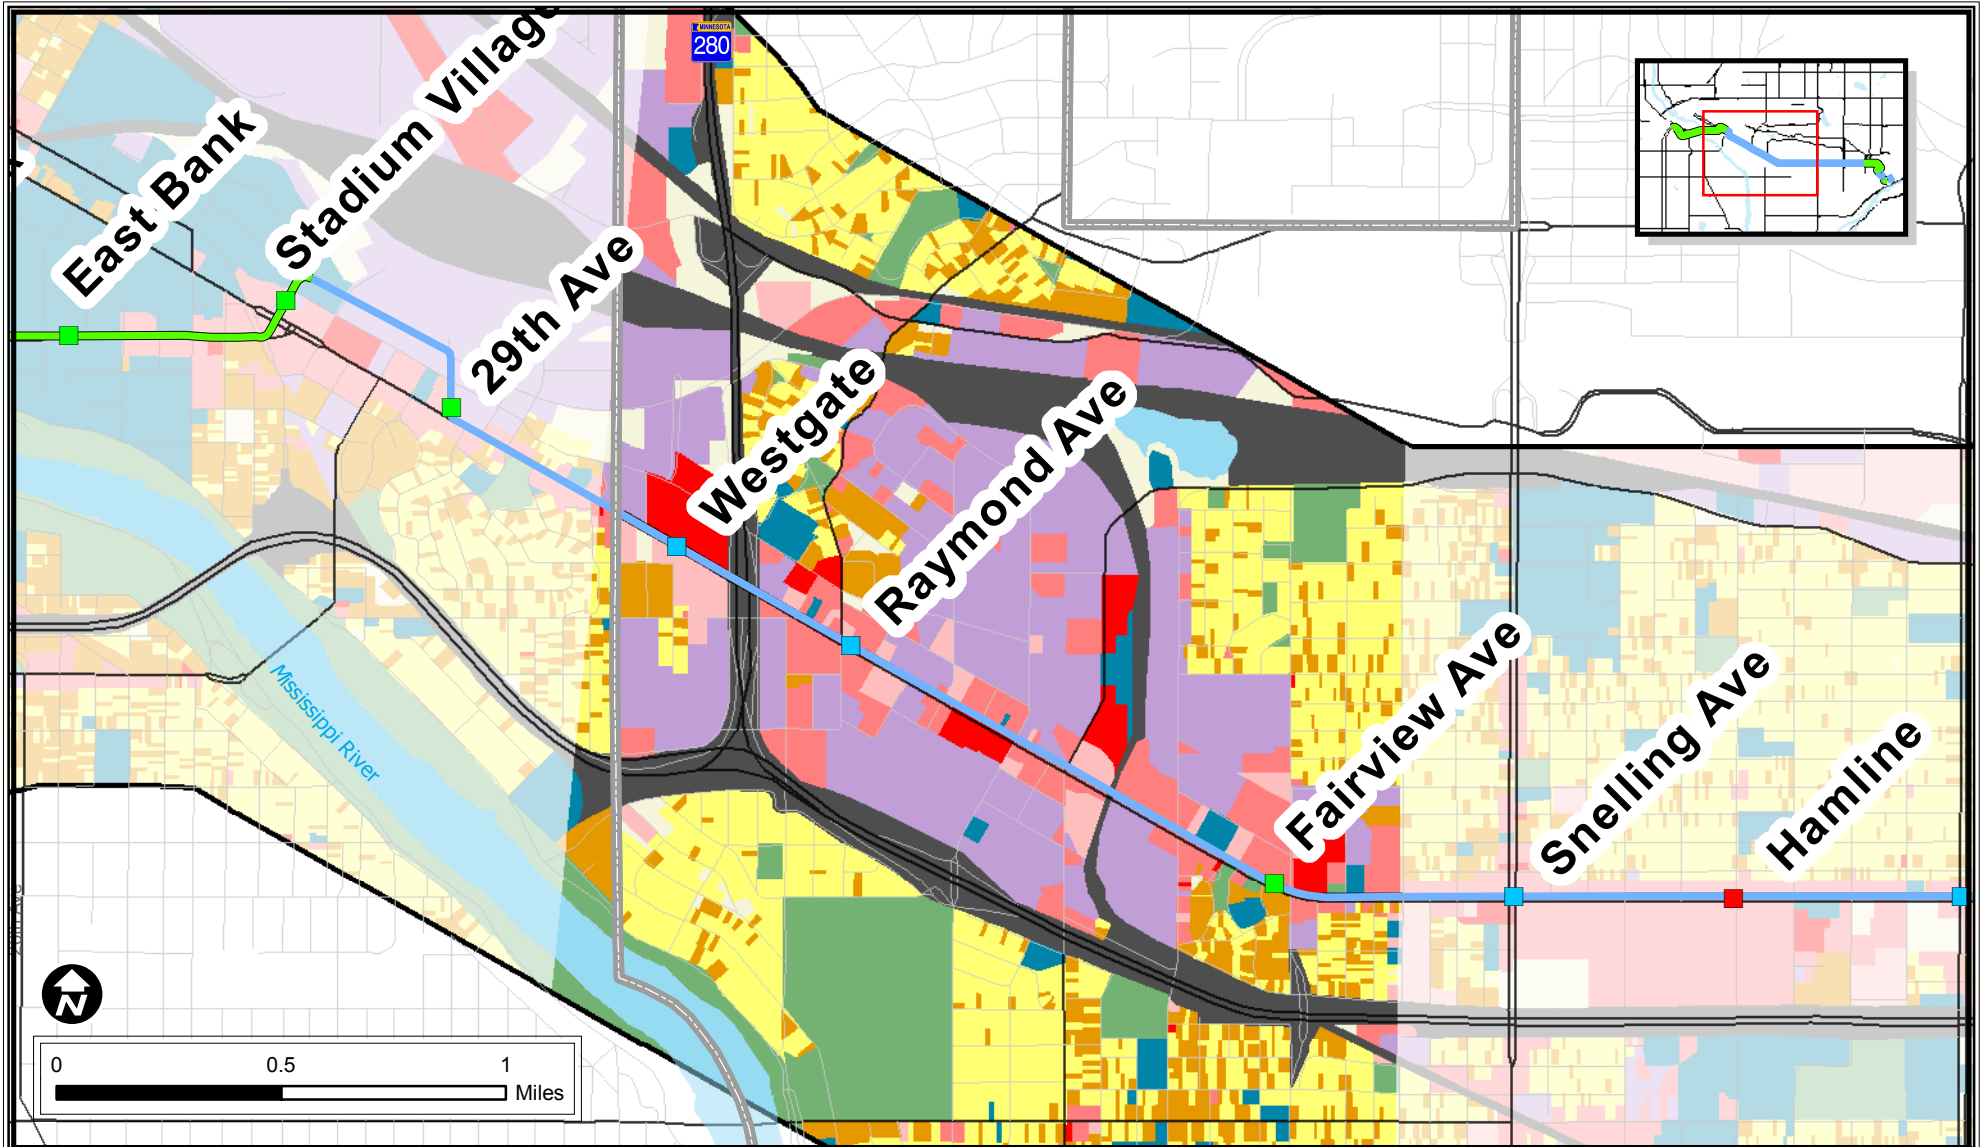 MINNESOTA
280
East Bank
Stadium Village
29th Ave
Westgate
Raymond Ave
Fairview Ave
Snelling Ave
Hamline
Mississippi River
N
0 0.5 1
Miles